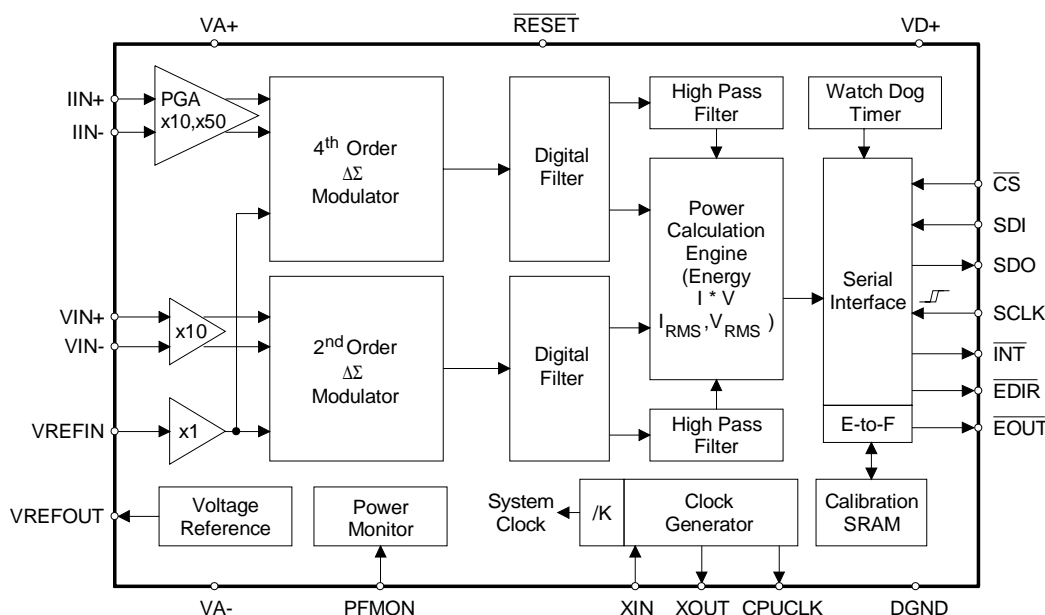 VA+
RESET
VD+
IIN+
IIN-
PGA
x10,x50
4th Order
ΔΣ
Modulator
Digital
Filter
High Pass
Filter
Watch Dog
Timer
Power
Calculation
Engine
(Energy
I * V
IRMS,VRMS )
Serial
Interface
CS
SDI
SDO
SCLK
INT
EDIR
EOUT
VIN+
VIN-
x10
2nd Order
ΔΣ
Modulator
Digital
Filter
VREFIN
x1
High Pass
Filter
E-to-F
VREFOUT
Voltage
Reference
Power
Monitor
System
Clock
/K
Clock
Generator
Calibration
SRAM
VA-
PFMON
XIN
XOUT
CPUCLK
DGND